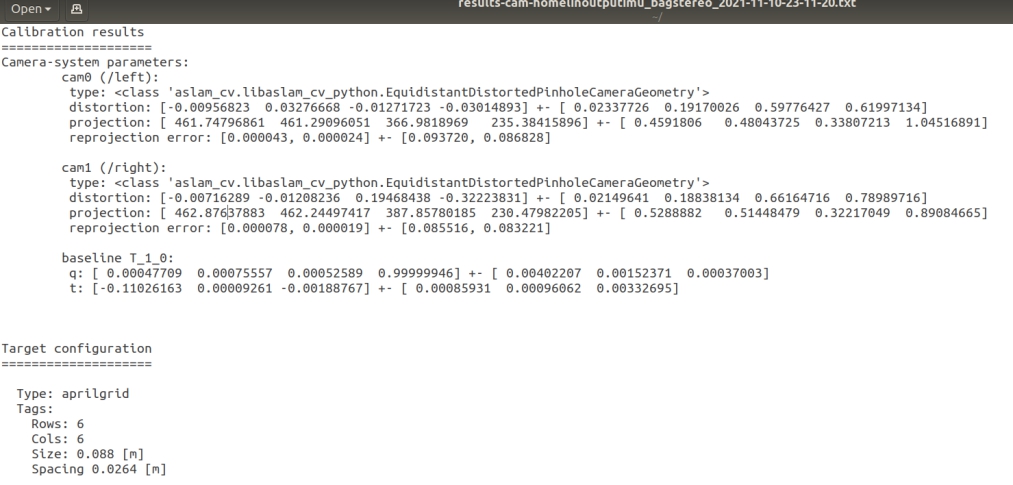 Open
results-cam-homelinoutputimu_bagstereo_2021-11-10-23-11-20.txt
~/
Calibration results
====================
Camera-system parameters:
cam0 (/left):
type: <class 'aslam_cv.libaslam_cv_python.EquidistantDistortedPinholeCameraGeometry'>
distortion: [-0.00956823 0.03276668 -0.01271723 -0.03014893] +- [ 0.02337726 0.19170026 0.59776427 0.61997134]
projection: [ 461.74796861 461.29096051 366.9818969 235.38415896] +- [ 0.4591806 0.48043725 0.33807213 1.04516891]
reprojection error: [0.000043, 0.000024] +- [0.093720, 0.086828]
cam1 (/right):
type: <class 'aslam_cv.libaslam_cv_python.EquidistantDistortedPinholeCameraGeometry'>
distortion: [-0.00716289 -0.01208236 0.19468438 -0.32223831] +- [ 0.02149641 0.18838134 0.66164716 0.78989716]
projection: [ 462.87637883 462.24497417 387.85780185 230.47982205] +- [ 0.5288882 0.51448479 0.32217049 0.89084665]
reprojection error: [0.000078, 0.000019] +- [0.085516, 0.083221]
baseline T_1_0:
q: [ 0.00047709 0.00075557 0.00052589 0.99999946] +- [ 0.00402207 0.00152371 0.00037003]
t: [-0.11026163 0.00009261 -0.00188767] +- [ 0.00085931 0.00096062 0.00332695]
Target configuration
====================
Type: aprilgrid
Tags:
Rows: 6
Cols: 6
Size: 0.088 [m]
Spacing 0.0264 [m]